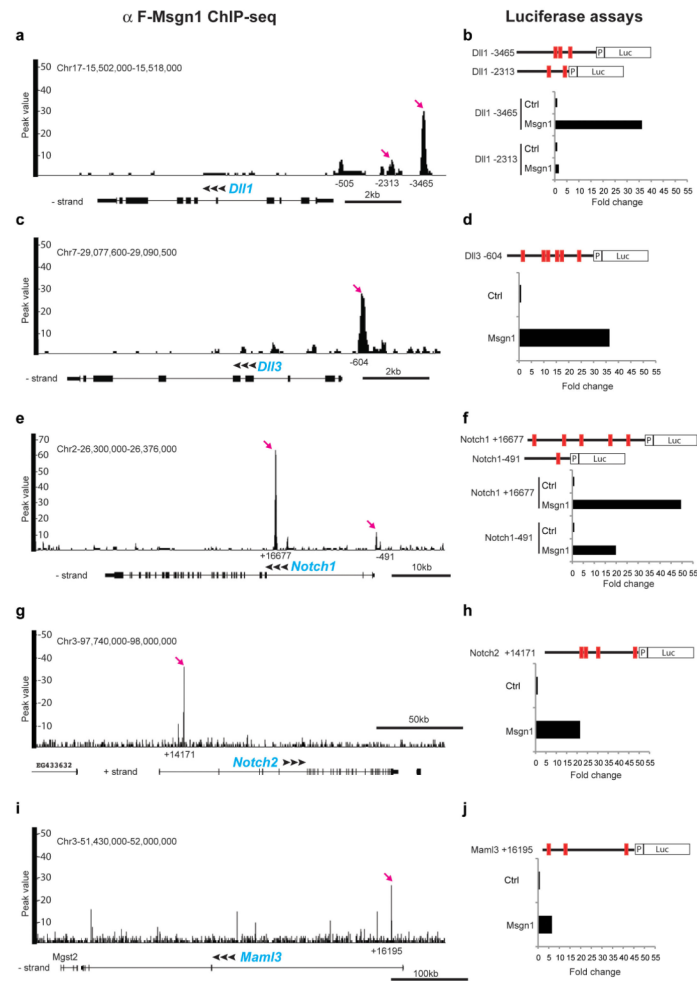 α F-Msgn1 ChIP-seq
Luciferase assays
a
Chr17-15,502,000-15,518,000
Peak value
50
40
30
20
10
-505
-2313
-3465
Dll1
- strand
2kb
b
Dll1 -3465
P
Luc
Dll1 -2313
P
Luc
Dll1 -3465
Ctrl
Msgn1
Dll1 -2313
Ctrl
Msgn1
0 5 10 15 20 25 30 35 40 45 50 55
Fold change
c
Chr7-29,077,600-29,090,500
Peak value
50
40
30
20
10
-604
Dll3
- strand
2kb
d
Dll3 -604
P
Luc
Ctrl
Msgn1
0 5 10 15 20 25 30 35 40 45 50 55
Fold change
e
Chr2-26,300,000-26,376,000
Peak value
70
60
50
40
30
20
10
+16677
-491
Notch1
- strand
10kb
f
Notch1 +16677
P
Luc
Notch1-491
P
Luc
Notch1 +16677
Ctrl
Msgn1
Notch1-491
Ctrl
Msgn1
0 5 10 15 20 25 30 35 40 45 50 55
Fold change
g
Chr3-97,740,000-98,000,000
Peak value
50
40
30
20
10
50kb
+14171
Notch2
EG433632
+ strand
h
Notch2 +14171
P
Luc
Ctrl
Msgn1
0 5 10 15 20 25 30 35 40 45 50 55
Fold change
i
Chr3-51,430,000-52,000,000
Peak value
50
40
30
20
10
+16195
Mgst2
Maml3
- strand
100kb
j
Maml3 +16195
P
Luc
Ctrl
Msgn1
0 5 10 15 20 25 30 35 40 45 50 55
Fold change